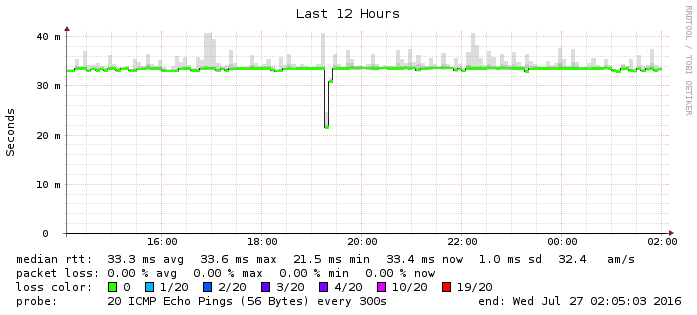 Last 12 Hours
RRDTOOL / TOBI OETIKER
Seconds
40 m
30 m
20 m
10 m
0
16:00 18:00 20:00 22:00 00:00 02:00
median rtt: 33.3 ms avg 33.6 ms max 21.5 ms min 33.4 ms now 1.0 ms sd 32.4 am/s
packet loss: 0.00 % avg 0.00 % max 0.00 % min 0.00 % now
loss color: 0 1/20 2/20 3/20 4/20 10/20 19/20
probe: 20 ICMP Echo Pings (56 Bytes) every 300s end: Wed Jul 27 02:05:03 2016